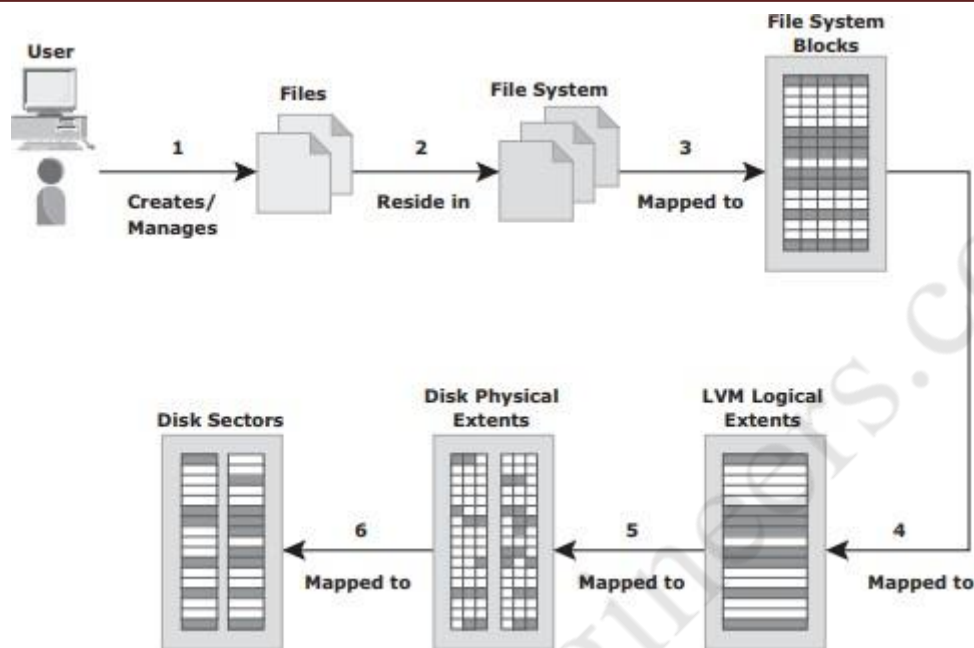 User
Files
File System
File System
Blocks
1
Creates/
Manages
2
Reside in
3
Mapped to
LVM Logical
Extents
4
Mapped to
Disk Physical
Extents
5
Mapped to
Disk Sectors
6
Mapped to